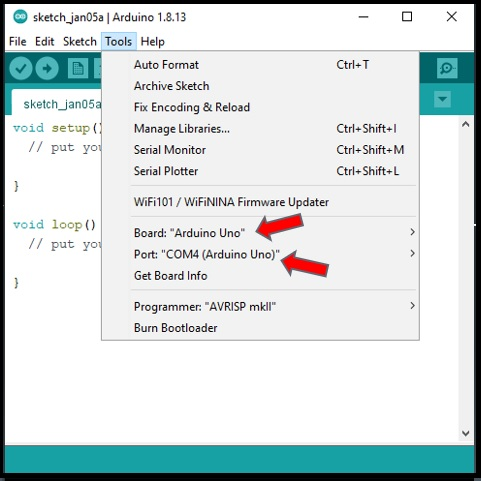 sketch_jan05a | Arduino 1.8.13
File Edit Sketch Tools Help
sketch_jan05a
void setup()
// put you
}
void loop()
// put you
}
Auto Format Ctrl+T
Archive Sketch
Fix Encoding & Reload
Manage Libraries... Ctrl+Shift+I
Serial Monitor Ctrl+Shift+M
Serial Plotter Ctrl+Shift+L
WiFi101 / WiFiNINA Firmware Updater
Board: "Arduino Uno"
Port: "COM4 (Arduino Uno)"
Get Board Info
Programmer: "AVRISP mkII"
Burn Bootloader